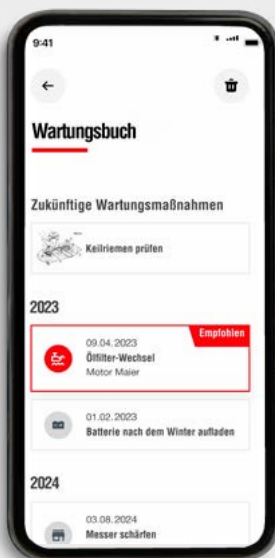 9:41
Wartungsbuch
Zukünftige Wartungsmaßnahmen
Keilriemen prüfen
2023
Empfohlen
09.04.2023
Ölfilter-Wechsel
Motor Maier
01.02.2023
Batterie nach dem Winter aufladen
2024
03.08.2024
Messer schärfen